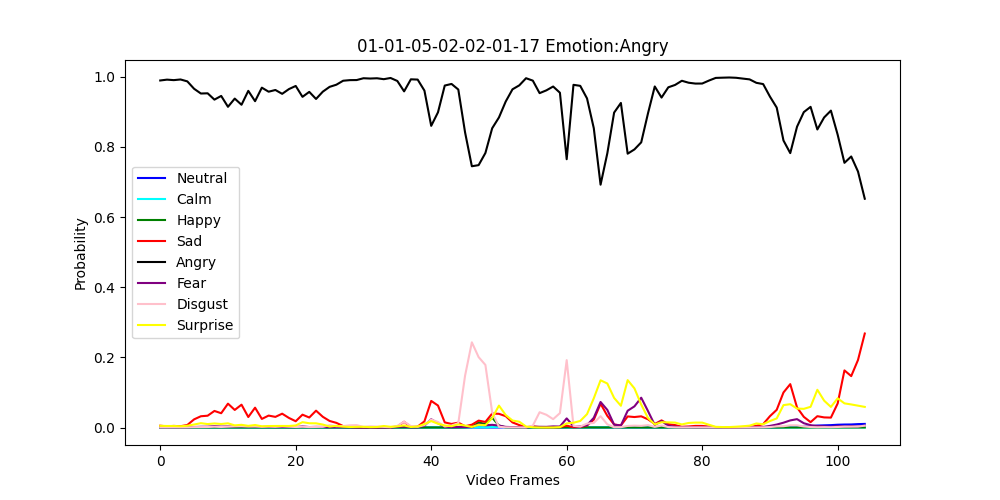 01-01-05-02-02-01-17 Emotion:Angry
Probability
1.0
0.8
0.6
0.4
0.2
0.0
Neutral
Calm
Happy
Sad
Angry
Fear
Disgust
Surprise
0 20 40 60 80 100
Video Frames